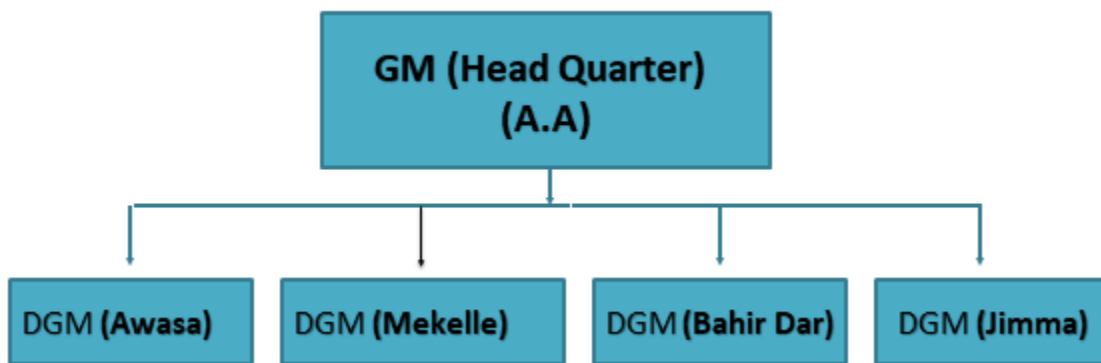 GM (Head Quarter)
(A.A)
DGM (Awasa)
DGM (Mekelle)
DGM (Bahir Dar)
DGM (Jimma)